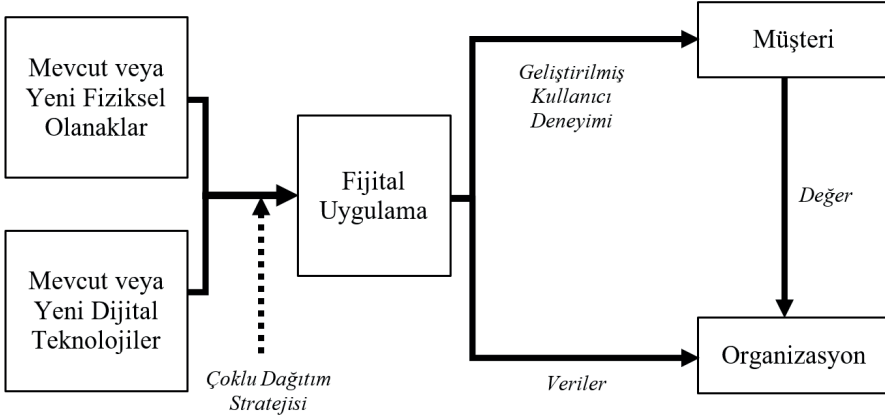 Mevcut veya
Yeni Fiziksel
Olanaklar
Mevcut veya
Yeni Dijital
Teknolojiler
Çoklu Dağıtım
Stratejisi
Fijital
Uygulama
Geliştirilmiş
Kullanıcı
Deneyimi
Veriler
Müşteri
Değer
Organizasyon